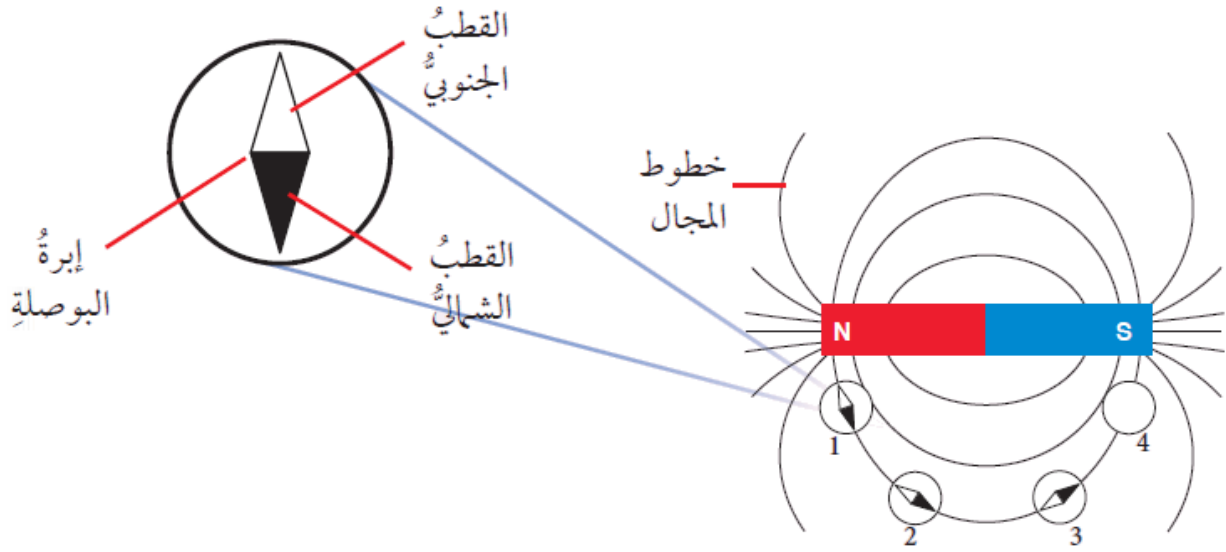 القطبُ
الجنوبيُّ
إبرةُ
البوصلةِ
القطبُ
الشماليُّ
خطوط
المجال
N
S
1
2
3
4